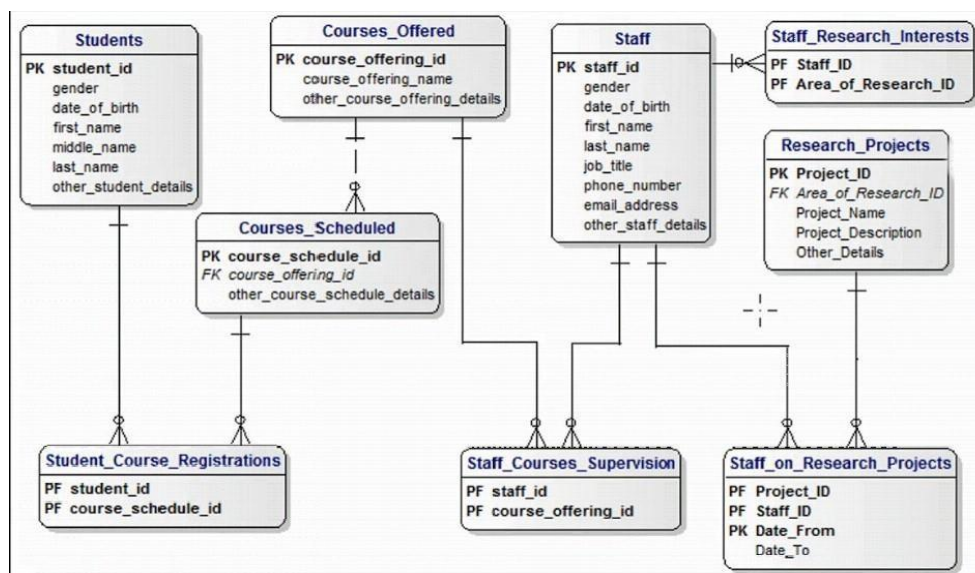 Students
PK student_id
gender
date_of_birth
first_name
middle_name
last_name
other_student_details
Courses_Offered
PK course_offering_id
course_offering_name
other_course_offering_details
Staff
PK staff_id
gender
date_of_birth
first_name
last_name
job_title
phone_number
email_address
other_staff_details
Staff_Research_Interests
PF Staff_ID
PF Area_of_Research_ID
Research_Projects
PK Project_ID
FK Area_of_Research_ID
Project_Name
Project_Description
Other_Details
Courses_Scheduled
PK course_schedule_id
FK course_offering_id
other_course_schedule_details
Student_Course_Registrations
PF student_id
PF course_schedule_id
Staff_Courses_Supervision
PF staff_id
PF course_offering_id
Staff_on_Research_Projects
PF Project_ID
PF Staff_ID
PK Date_From
Date_To